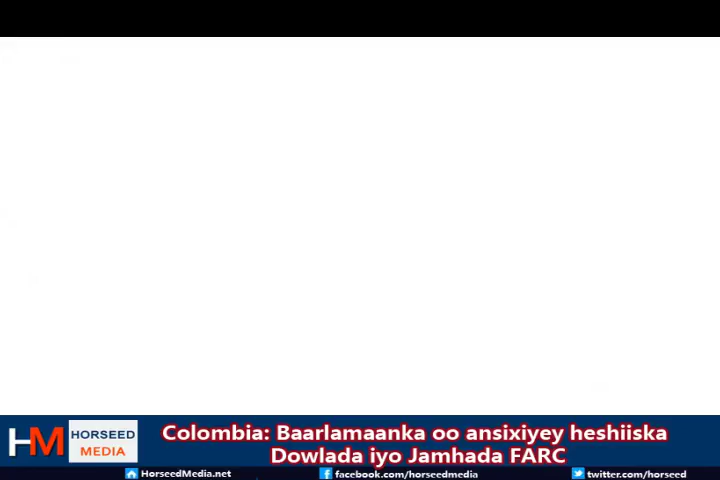 HM HORSEED
MEDIA
Colombia: Baarlamaanka oo ansixiyey heshiiska
Dowlada iyo Jamhada FARC
HorseedMedia.net
facebook.com/horseedmedia
twitter.com/horseed